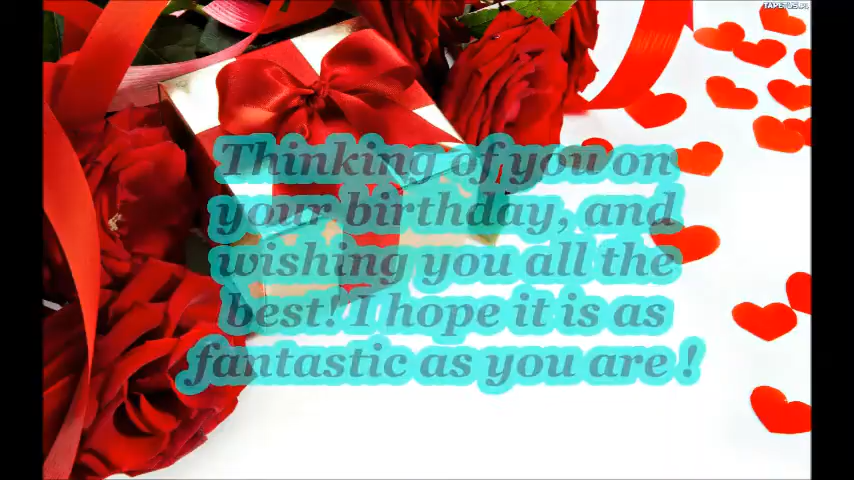 Thinking of you on
your birthday, and
wishing you all the
best! I hope it is as
fantastic as you are !